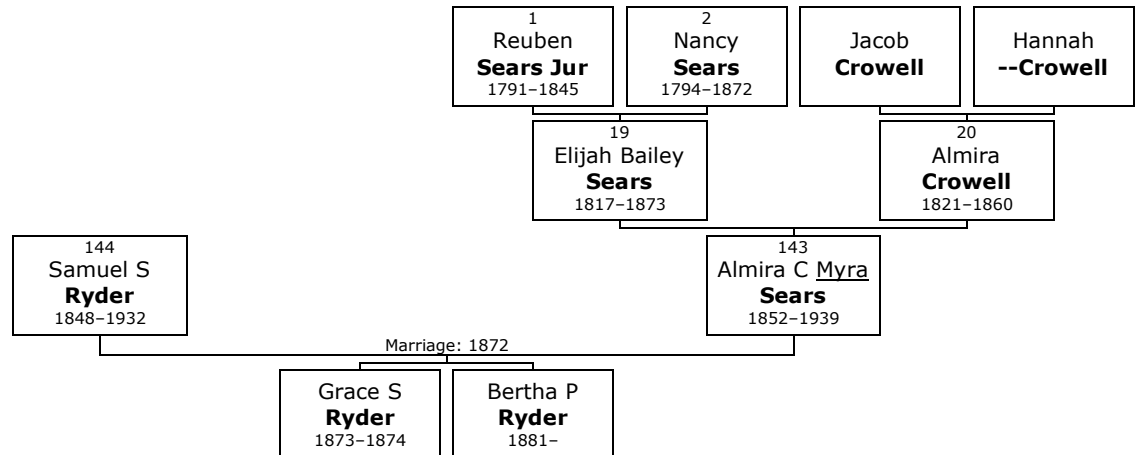 1
Reuben
Sears Jur
1791–1845
2
Nancy
Sears
1794–1872
Jacob
Crowell
Hannah
--Crowell
19
Elijah Bailey
Sears
1817–1873
20
Almira
Crowell
1821–1860
144
Samuel S
Ryder
1848–1932
143
Almira C Myra
Sears
1852–1939
Marriage: 1872
Grace S
Ryder
1873–1874
Bertha P
Ryder
1881–